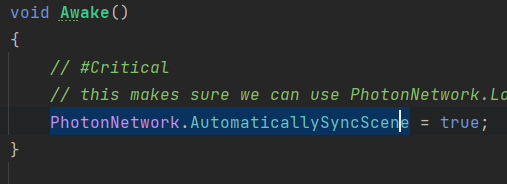 void Awake()
{
// #Critical
// this makes sure we can use PhotonNetwork.Lo
PhotonNetwork.AutomaticallySyncScene = true;
}